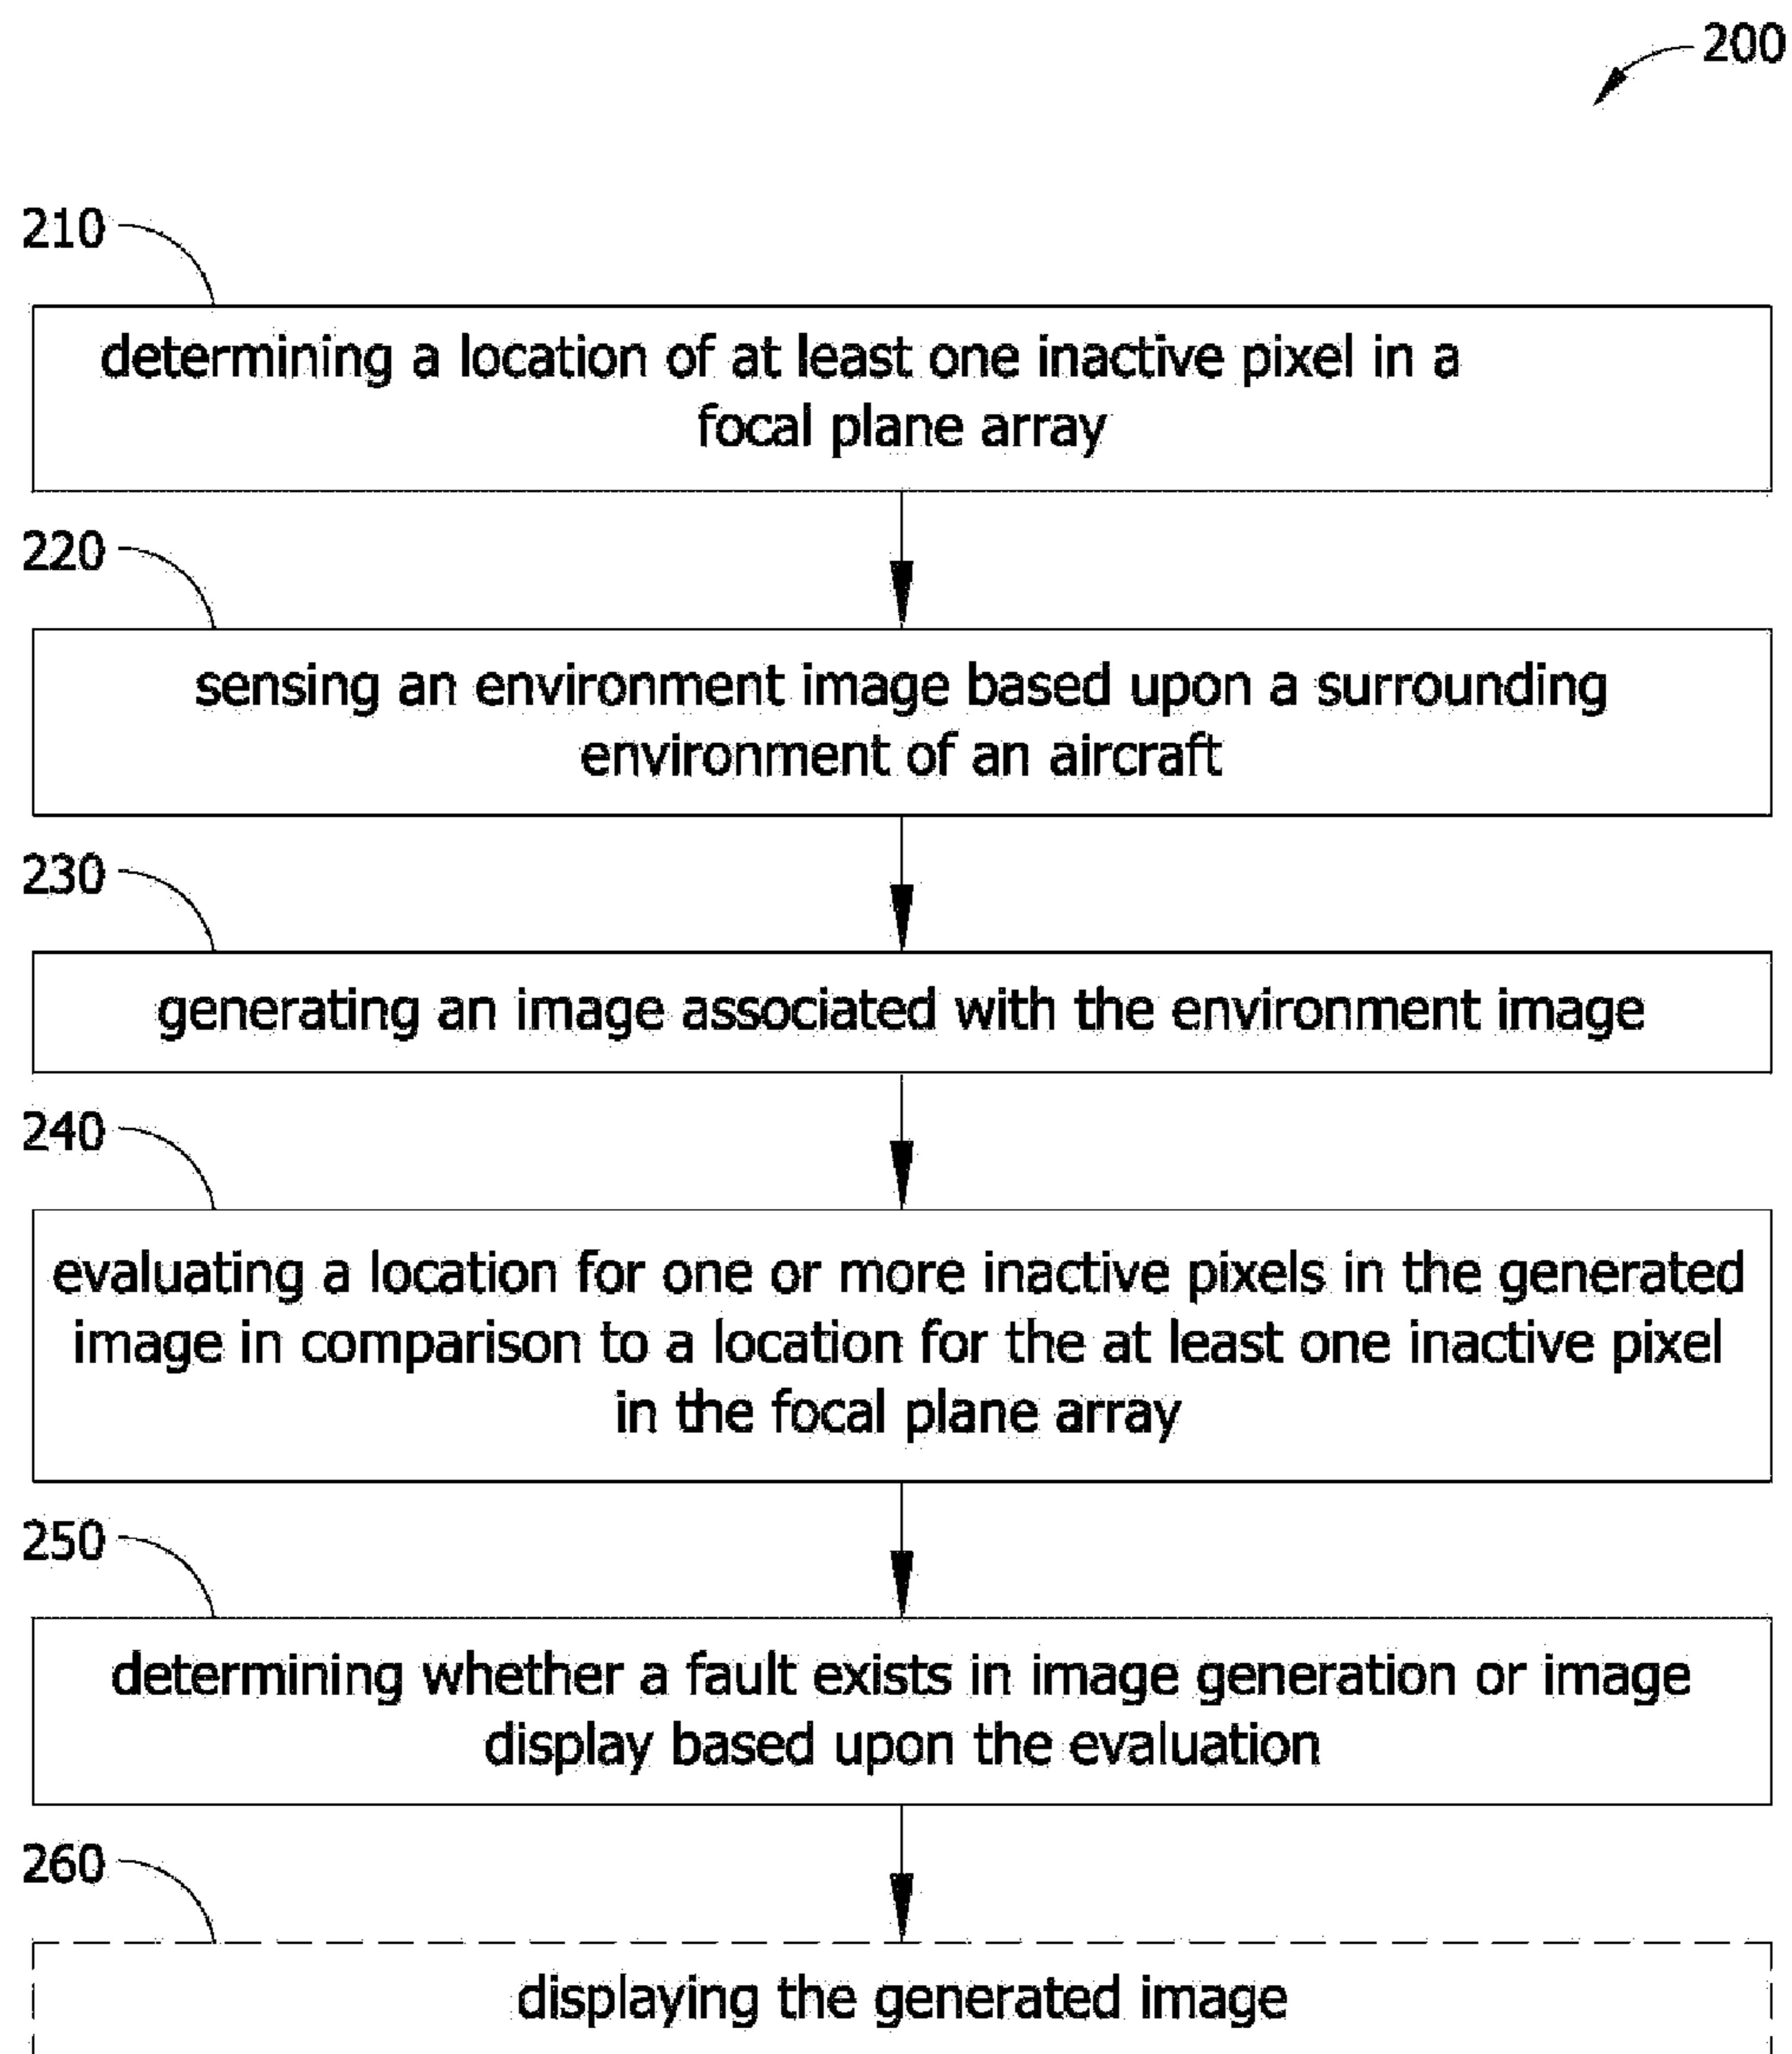 200
210
determining a location of at least one inactive pixel in a
focal plane array
220
sensing an environment image based upon a surrounding
environment of an aircraft
230
generating an image associated with the environment image
240
evaluating a location for one or more inactive pixels in the generated
image in comparison to a location for the at least one inactive pixel
in the focal plane array
250
determining whether a fault exists in image generation or image
display based upon the evaluation
260
displaying the generated image